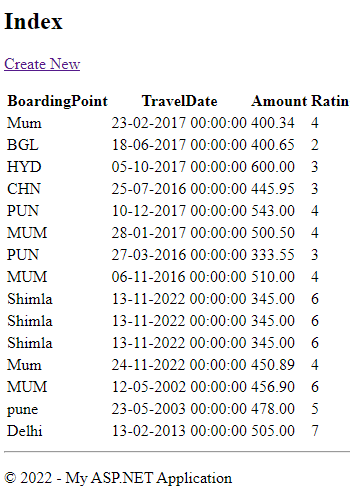 Index
Create New
BoardingPoint TravelDate Amount Ratin
Mum 23-02-2017 00:00:00 400.34 4
BGL 18-06-2017 00:00:00 400.65 2
HYD 05-10-2017 00:00:00 600.00 3
CHN 25-07-2016 00:00:00 445.95 3
PUN 10-12-2017 00:00:00 543.00 4
MUM 28-01-2017 00:00:00 500.50 4
PUN 27-03-2016 00:00:00 333.55 3
MUM 06-11-2016 00:00:00 510.00 4
Shimla 13-11-2022 00:00:00 345.00 6
Shimla 13-11-2022 00:00:00 345.00 6
Shimla 13-11-2022 00:00:00 345.00 6
Mum 24-11-2022 00:00:00 450.89 4
MUM 12-05-2002 00:00:00 456.90 6
pune 23-05-2003 00:00:00 478.00 5
Delhi 13-02-2013 00:00:00 505.00 7
© 2022 - My ASP.NET Application